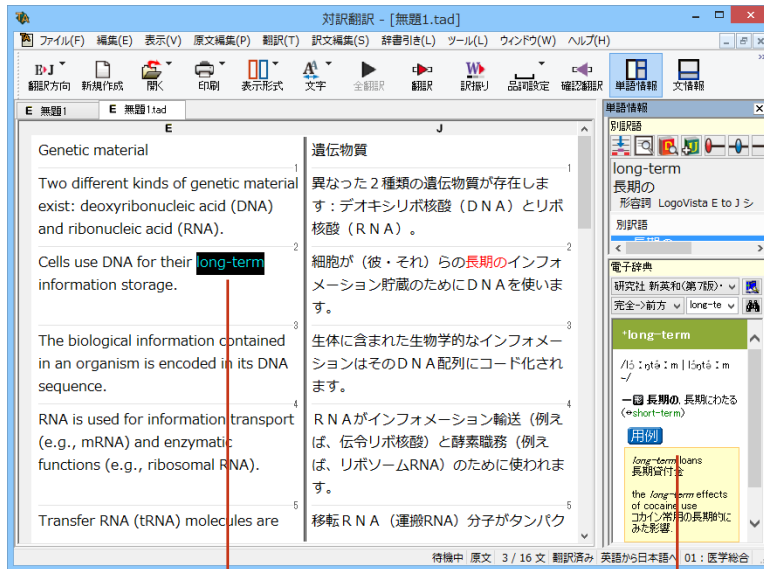 対訳翻訳 - [無題1.tad]
ファイル(F) 編集(E) 表示(V) 原文編集(P) 翻訳(T) 訳文編集(S) 辞書引き(L) ツール(L) ウィンドウ(W) ヘルプ(H)
翻訳方向 新規作成 開く 印刷 表示形式 文字 全翻訳 翻訳 訳振り 品詞設定 確認翻訳 単語情報 文情報
E 無題1 E 無題1.tad
E J
Genetic material
1
Two different kinds of genetic material
exist: deoxyribonucleic acid (DNA)
and ribonucleic acid (RNA).
2
Cells use DNA for their long-term
information storage.
3
The biological information contained
in an organism is encoded in its DNA
sequence.
4
RNA is used for information transport
(e.g., mRNA) and enzymatic
functions (e.g., ribosomal RNA).
5
Transfer RNA (tRNA) molecules are
遺伝物質
1
異なった2種類の遺伝物質が存在しま
す：デオキシリボ核酸（ＤＮＡ）とリボ
核酸（ＲＮＡ）。
2
細胞が（彼・それ）らの長期のインフォ
メーション貯蔵のためにＤＮＡを使いま
す。
3
生体に含まれた生物学的なインフォメー
ションはそのＤＮＡ配列にコード化され
ます。
4
ＲＮＡがインフォメーション輸送（例え
ば、伝令リボ核酸）と酵素職務（例え
ば、リボソームRNA）のために使われま
す。
5
移転ＲＮＡ（運搬RNA）分子がタンパク
単語情報
別訳語
long-term
長期の
形容詞 LogoVista E to J シ
別訳語
電子辞典
研究社 新英和(第7版)・
完全->前方 long-te
+long-term
━形 長期の, 長期にわたる
(⇔short-term)
用例
long-term loans
長期貸付金
the long-term effects
of cocaine use
コカイン常用の長期的に
みた影響.
待機中 原文 3 / 16 文 翻訳済み 英語から日本語へ 01：医学総合